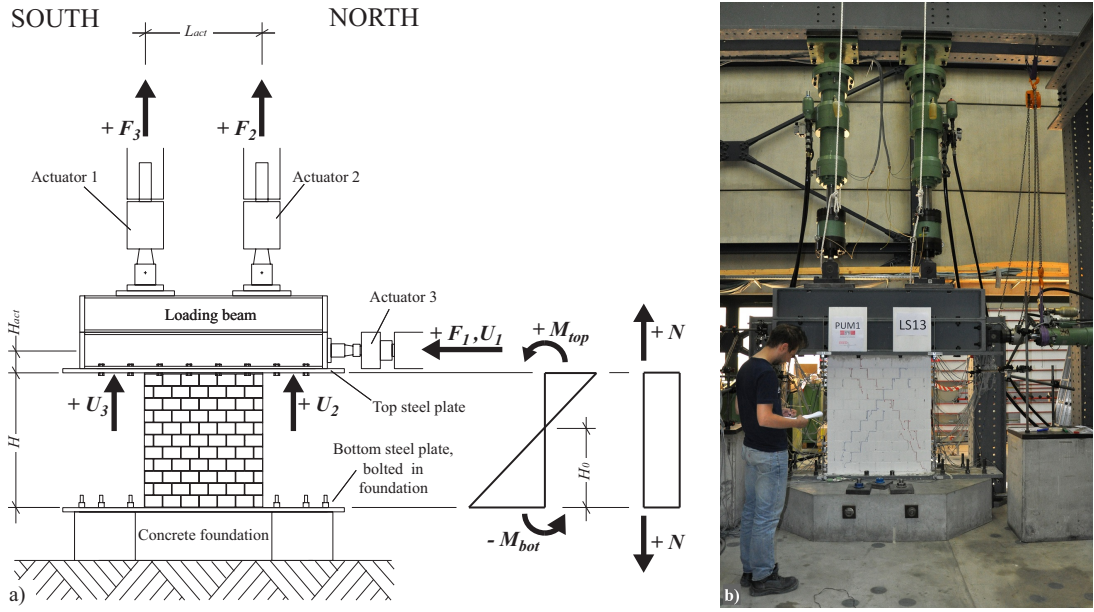 SOUTH
NORTH
L_act
+ F_3
+ F_2
Actuator 1
Actuator 2
Loading beam
Actuator 3
H_act
+ F_1 ,U_1
+ M_top
+ N
+ U_3
+ U_2
Top steel plate
H
Bottom steel plate,
bolted in
foundation
H_0
Concrete foundation
- M_bot
+ N
a)
PUM1
LS13
b)